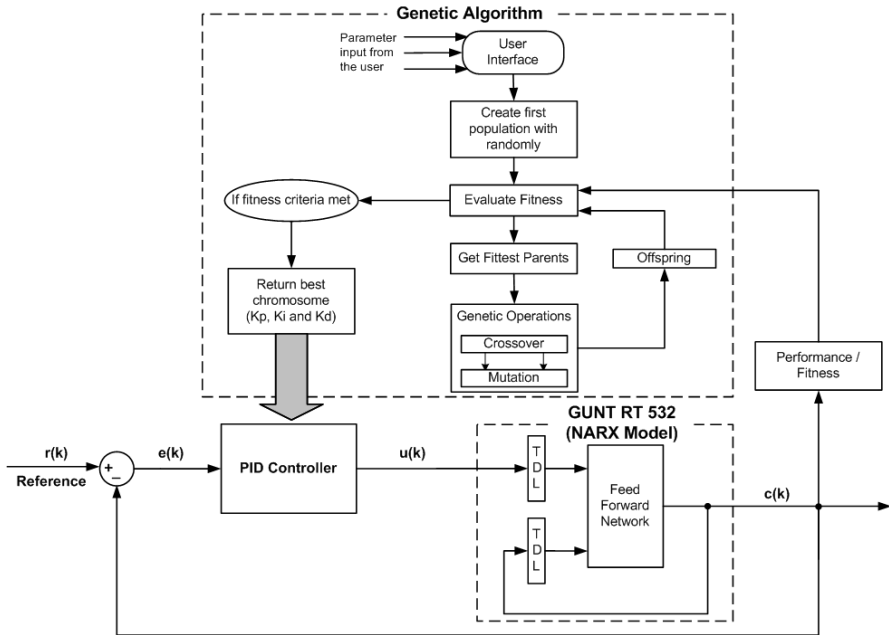 Genetic Algorithm
Parameter
input from
the user
User
Interface
Create first
population with
randomly
If fitness criteria met
Evaluate Fitness
Get Fittest Parents
Offspring
Return best
chromosome
(Kp, Ki and Kd)
Genetic Operations
Crossover
Mutation
Performance /
Fitness
GUNT RT 532
(NARX Model)
r(k)
Reference
+
−
e(k)
PID Controller
u(k)
T
D
L
T
D
L
Feed
Forward
Network
c(k)